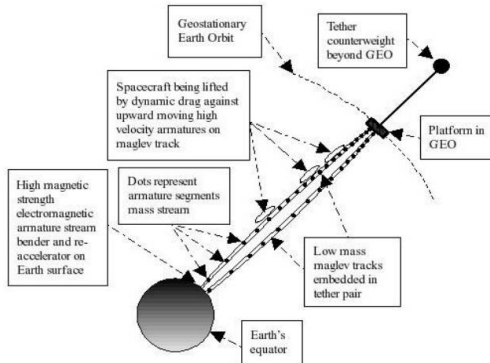 Geostationary
Earth Orbit
Tether
counterweight
beyond GEO
Spacecraft being lifted
by dynamic drag against
upward moving high
velocity armatures on
maglev track
Platform in
GEO
High magnetic
strength
electromagnetic
armature stream
bender and re-
accelerator on
Earth surface
Dots represent
armature segments
mass stream
Low mass
maglev tracks
embedded in
tether pair
Earth's
equator